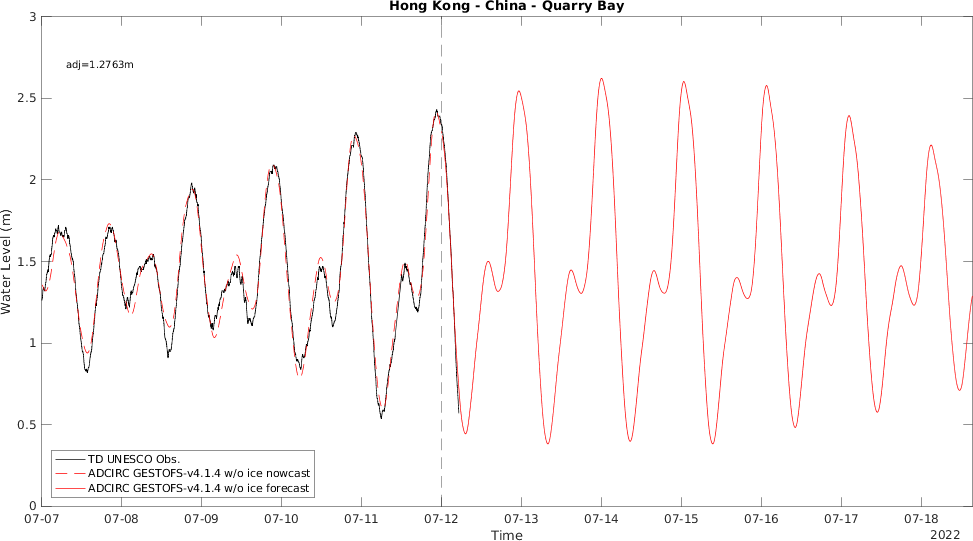 Hong Kong - China - Quarry Bay
3
adj=1.2763m
2.5
2
1.5
1
0.5
0
Water Level (m)
TD UNESCO Obs.
ADCIRC GESTOFS-v4.1.4 w/o ice nowcast
ADCIRC GESTOFS-v4.1.4 w/o ice forecast
07-07 07-08 07-09 07-10 07-11 07-12 07-13 07-14 07-15 07-16 07-17 07-18
Time
2022